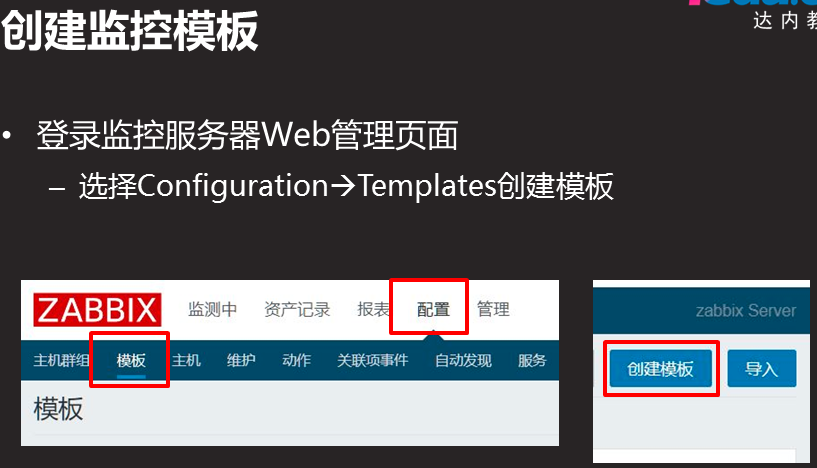 创建监控模板
达内教
• 登录监控服务器Web管理页面
– 选择Configuration→Templates创建模板
ZABBIX 监测中 资产记录 报表 配置 管理
主机群组 模板 主机 维护 动作 关联项事件 自动发现 服务
模板
zabbix Server
创建模板 导入